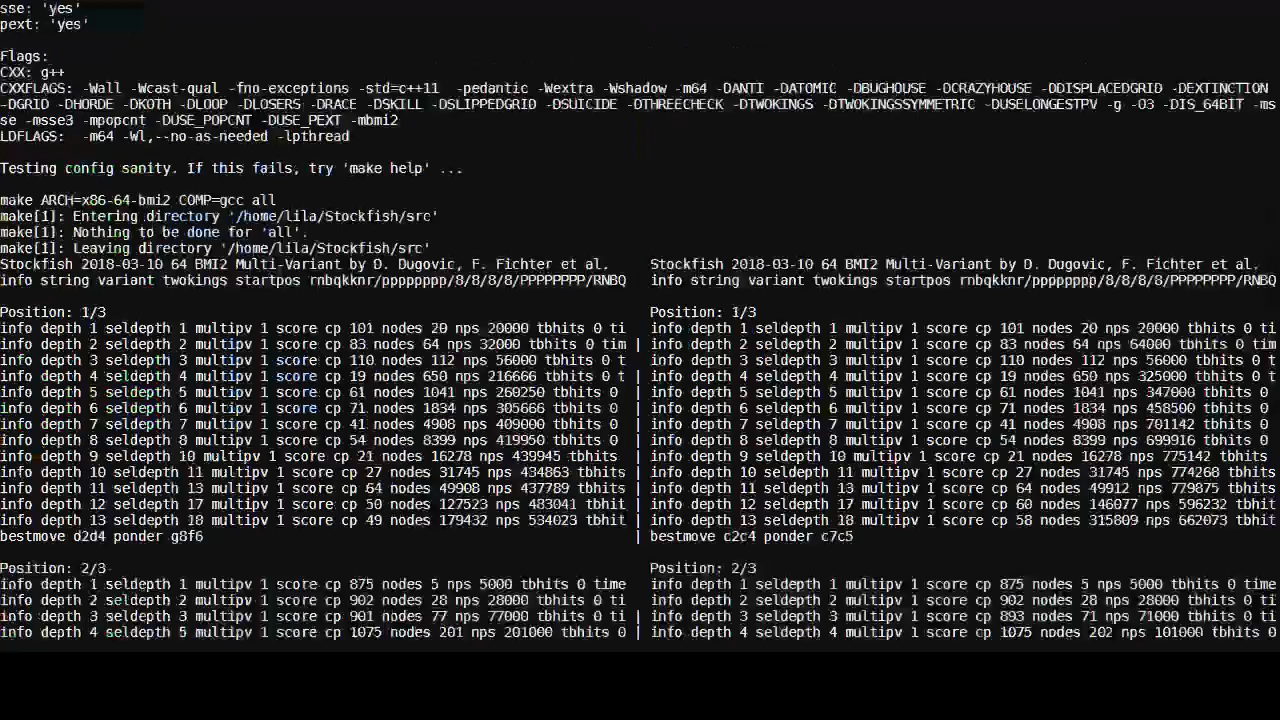 sse: 'yes'
pext: 'yes'
Flags:
CXX: g++
CXXFLAGS: -Wall -Wcast-qual -fno-exceptions -std=c++11  -pedantic -Wextra -Wshadow -m64 -DANTI -DATOMIC -DBUGHOUSE -DCRAZYHOUSE -DDISPLACEDGRID -DEXTINCTION
-DGRID -DHORDE -DKOTH -DLOOP -DLOSERS -DRACE -DSKILL -DSLIPPEDGRID -DSUICIDE -DTHREECHECK -DTWOKINGS -DTWOKINGSSYMMETRIC -DUSELONGESTPV -g -O3 -DIS_64BIT -ms
se -msse3 -mpopcnt -DUSE_POPCNT -DUSE_PEXT -mbmi2
LDFLAGS:  -m64 -Wl,--no-as-needed -lpthread
Testing config sanity. If this fails, try 'make help' ...
make ARCH=x86-64-bmi2 COMP=gcc all
make[1]: Entering directory '/home/lila/Stockfish/src'
make[1]: Nothing to be done for 'all'.
make[1]: Leaving directory '/home/lila/Stockfish/src'
Stockfish 2018-03-10 64 BMI2 Multi-Variant by D. Dugovic, F. Fichter et al.     Stockfish 2018-03-10 64 BMI2 Multi-Variant by D. Dugovic, F. Fichter et al.
info string variant twokings startpos rnbqkknr/pppppppp/8/8/8/8/PPPPPPPP/RNBQ   info string variant twokings startpos rnbqkknr/pppppppp/8/8/8/8/PPPPPPPP/RNBQ
Position: 1/3                                                                   Position: 1/3
info depth 1 seldepth 1 multipv 1 score cp 101 nodes 20 nps 20000 tbhits 0 ti   info depth 1 seldepth 1 multipv 1 score cp 101 nodes 20 nps 20000 tbhits 0 ti
info depth 2 seldepth 2 multipv 1 score cp 83 nodes 64 nps 32000 tbhits 0 tim | info depth 2 seldepth 2 multipv 1 score cp 83 nodes 64 nps 64000 tbhits 0 tim
info depth 3 seldepth 3 multipv 1 score cp 110 nodes 112 nps 56000 tbhits 0 t   info depth 3 seldepth 3 multipv 1 score cp 110 nodes 112 nps 56000 tbhits 0 t
info depth 4 seldepth 4 multipv 1 score cp 19 nodes 650 nps 216666 tbhits 0 t | info depth 4 seldepth 4 multipv 1 score cp 19 nodes 650 nps 325000 tbhits 0 t
info depth 5 seldepth 5 multipv 1 score cp 61 nodes 1041 nps 260250 tbhits 0  | info depth 5 seldepth 5 multipv 1 score cp 61 nodes 1041 nps 347000 tbhits 0
info depth 6 seldepth 6 multipv 1 score cp 71 nodes 1834 nps 305666 tbhits 0  | info depth 6 seldepth 6 multipv 1 score cp 71 nodes 1834 nps 458500 tbhits 0
info depth 7 seldepth 7 multipv 1 score cp 41 nodes 4908 nps 409000 tbhits 0  | info depth 7 seldepth 7 multipv 1 score cp 41 nodes 4908 nps 701142 tbhits 0
info depth 8 seldepth 8 multipv 1 score cp 54 nodes 8399 nps 419950 tbhits 0  | info depth 8 seldepth 8 multipv 1 score cp 54 nodes 8399 nps 699916 tbhits 0
info depth 9 seldepth 10 multipv 1 score cp 21 nodes 16278 nps 439945 tbhits  | info depth 9 seldepth 10 multipv 1 score cp 21 nodes 16278 nps 775142 tbhits
info depth 10 seldepth 11 multipv 1 score cp 27 nodes 31745 nps 434863 tbhits | info depth 10 seldepth 11 multipv 1 score cp 27 nodes 31745 nps 774268 tbhits
info depth 11 seldepth 13 multipv 1 score cp 64 nodes 49908 nps 437789 tbhits | info depth 11 seldepth 13 multipv 1 score cp 64 nodes 49912 nps 779875 tbhits
info depth 12 seldepth 17 multipv 1 score cp 50 nodes 127523 nps 483041 tbhit | info depth 12 seldepth 17 multipv 1 score cp 60 nodes 146077 nps 596232 tbhit
info depth 13 seldepth 18 multipv 1 score cp 49 nodes 179432 nps 534023 tbhit | info depth 13 seldepth 18 multipv 1 score cp 58 nodes 315809 nps 662073 tbhit
bestmove d2d4 ponder g8f6                                                     | bestmove c2c4 ponder c7c5
Position: 2/3                                                                   Position: 2/3
info depth 1 seldepth 1 multipv 1 score cp 875 nodes 5 nps 5000 tbhits 0 time   info depth 1 seldepth 1 multipv 1 score cp 875 nodes 5 nps 5000 tbhits 0 time
info depth 2 seldepth 2 multipv 1 score cp 902 nodes 28 nps 28000 tbhits 0 ti   info depth 2 seldepth 2 multipv 1 score cp 902 nodes 28 nps 28000 tbhits 0 ti
info depth 3 seldepth 3 multipv 1 score cp 901 nodes 77 nps 77000 tbhits 0 ti | info depth 3 seldepth 3 multipv 1 score cp 893 nodes 71 nps 71000 tbhits 0 ti
info depth 4 seldepth 5 multipv 1 score cp 1075 nodes 201 nps 201000 tbhits 0 | info depth 4 seldepth 4 multipv 1 score cp 1075 nodes 202 nps 101000 tbhits 0